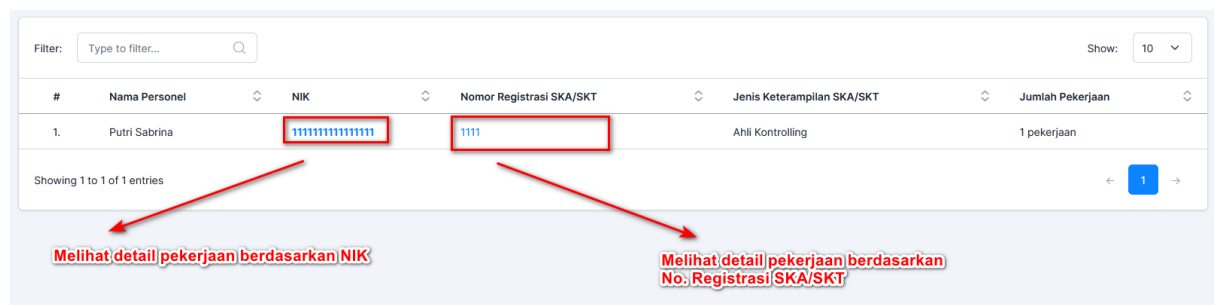 Filter: Type to filter... Show: 10
# Nama Personel NIK Nomor Registrasi SKA/SKT Jenis Keterampilan SKA/SKT Jumlah Pekerjaan
1. Putri Sabrina 1111111111111111 1111 Ahli Kontrolling 1 pekerjaan
Showing 1 to 1 of 1 entries ← 1 →
Melihat detail pekerjaan berdasarkan NIK
Melihat detail pekerjaan berdasarkan
No. Registrasi SKA/SKT